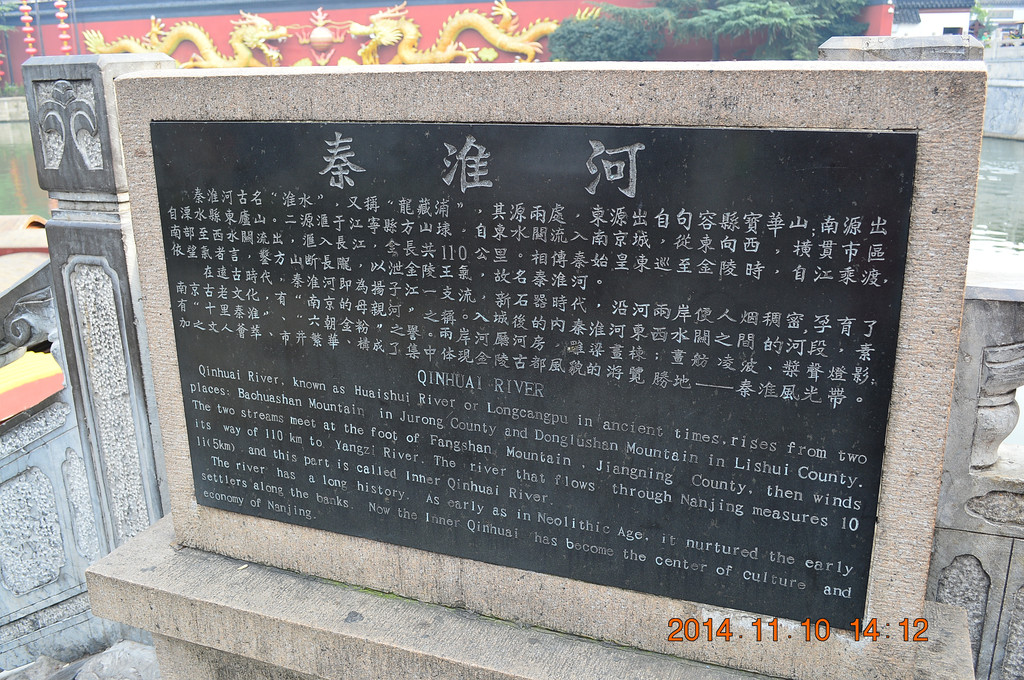 秦淮河
秦淮河古名“淮水”，又稱“龍藏浦”，其源兩處，東源出自句容縣寶華山，南源出
自溧水縣東廬山。二源滙于江寧縣方山埭，自東水關流入南京城，從東向西，橫貫市區
南部至西水關流出，滙入長江，全長共110公里。相傳秦始皇東巡至金陵時，自江乘渡，
依望氣者言，鑿方山，斷長隴，以泄金陵王氣，故名秦淮河。
在遠古時代，秦淮河即為揚子江一支流，新石器時代，沿河兩岸便人烟稠密，孕育了
南京古老文化，有“南京的母親河”之稱。入城後的內秦淮河東西水關之間的河段，素
有“十里秦淮”、“六朝金粉”之譽。兩岸河廳河房，雕梁畫棟；畫舫凌波、槳聲燈影；
加之文人薈萃、市井繁華、構成了集中体現金陵古都風貌的游覽勝地——秦淮風光帶。
QINHUAI RIVER
Qinhuai River, known as Huaishui River or Longcangpu in ancient times, rises from two
places: Baohuashan Mountain in Jurong County and Donglushan Mountain in Lishui County.
The two streams meet at the foot of Fangshan Mountain, Jiangning County, then winds
its way of 110 km to Yangzi River. The river that flows through Nanjing measures 10
li(5km) and this part is called Inner Qinhuai River.
The river has a long history. As early as in Neolithic Age, it nurtured the early
settlers along the banks. Now the Inner Qinhuai has become the center of culture and
economy of Nanjing.
2014.11.10 14:12